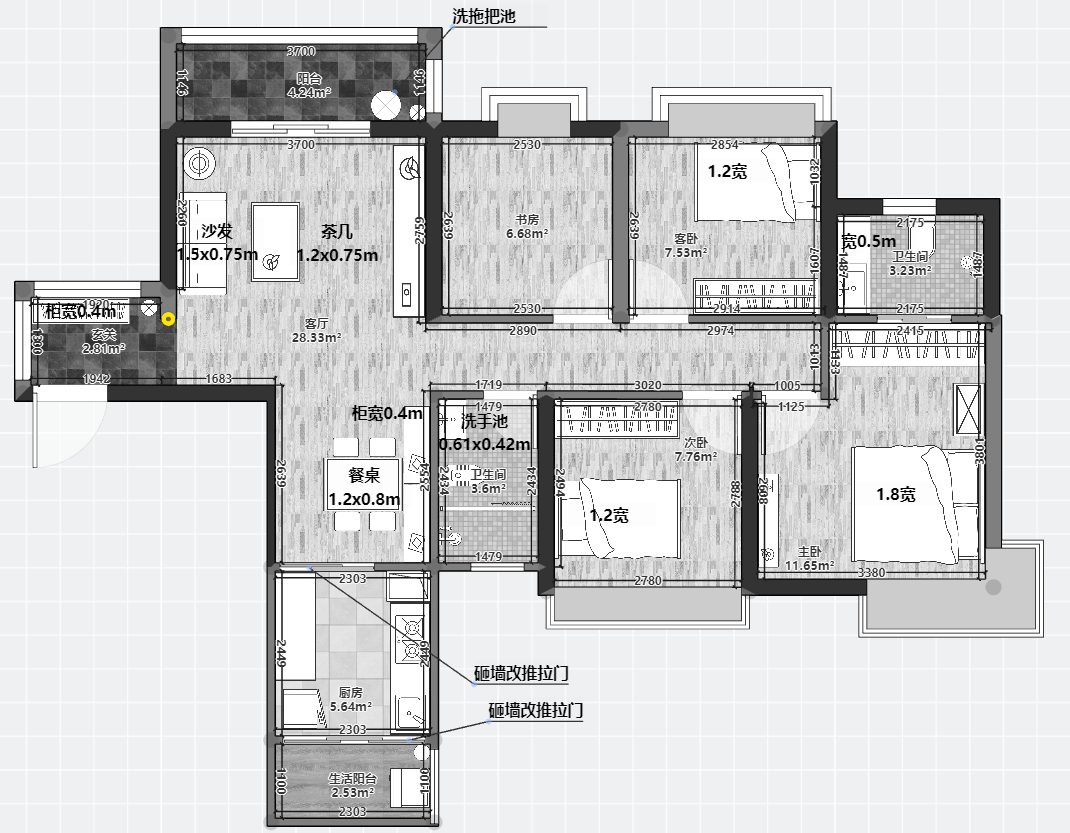 洗拖把池
3700
1146
阳台
4.24m²
1146
3700
2530
2854
1.2宽
1032
2260
沙发
1.5x0.75m
茶几
1.2x0.75m
2759
2639
书房
6.68m²
2639
客卧
7.53m²
1607
2175
宽0.5m
1487
卫生间
3.23m²
1487
2175
1920
柜宽0.4m
1300
玄关
2.81m²
1942
客厅
28.33m²
2530
2914
2890
2974
2415
1013
1133
1683
1719
3020
1005
1479
2780
1125
柜宽0.4m
洗手池
0.61x0.42m
次卧
7.76m²
3801
2639
餐桌
1.2x0.8m
2554
2434
卫生间
3.6m²
2434
2494
1.2宽
2788
2608
1.8宽
主卧
11.65m²
1479
2303
2780
3380
2449
2449
砸墙改推拉门
厨房
5.64m²
砸墙改推拉门
2303
1100
生活阳台
2.53m²
1100
2303